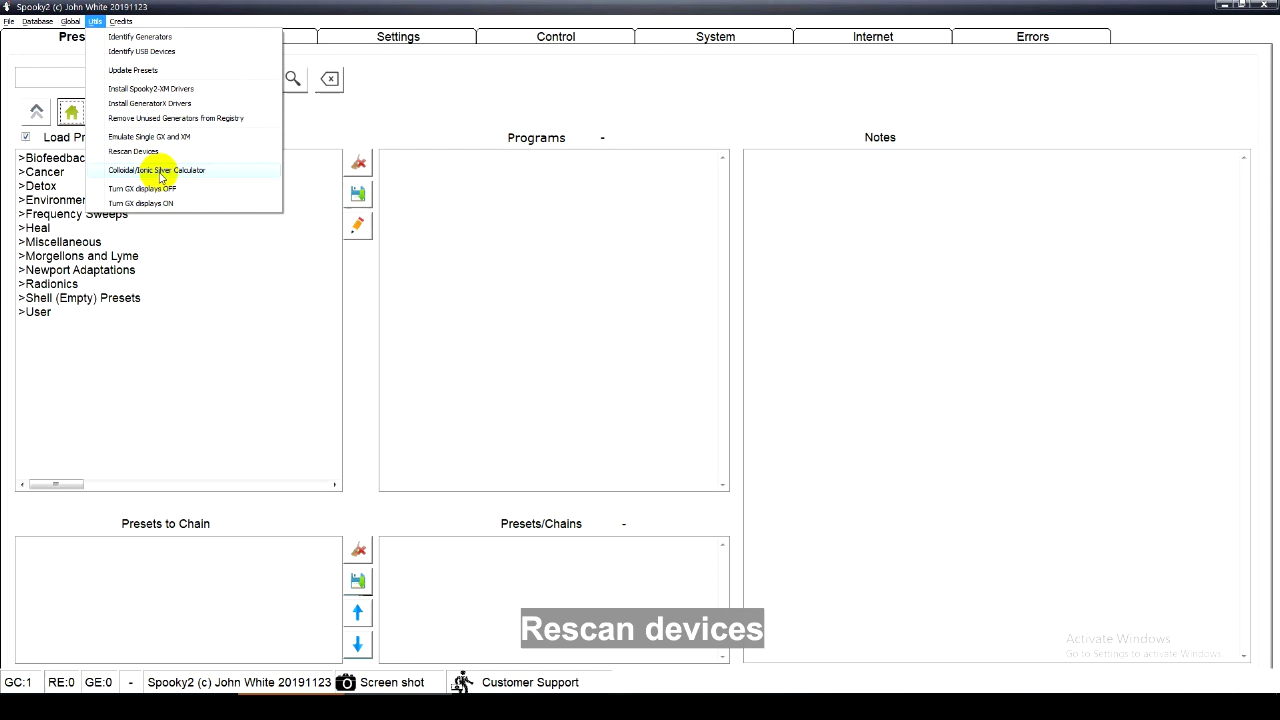 Spooky2 (c) John White 20191123
File Database Global Utils Credits
Pres Settings Control System Internet Errors
Identify Generators
Identify USB Devices
Update Presets
Install Spooky2-XM Drivers
Install GeneratorX Drivers
Remove Unused Generators from Registry
Emulate Single GX and XM
Rescan Devices
Colloidal/Ionic Silver Calculator
Turn GX displays OFF
Turn GX displays ON
Load Pr
Programs -
Notes
>Biofeedbac
>Cancer
>Detox
>Environmen
>Frequency Sweeps
>Heal
>Miscellaneous
>Morgellons and Lyme
>Newport Adaptations
>Radionics
>Shell (Empty) Presets
>User
Presets to Chain
Presets/Chains -
Rescan devices
Activate Windows
Go to Settings to activate Windows.
GC:1 RE:0 GE:0 - Spooky2 (c) John White 20191123 Screen shot Customer Support